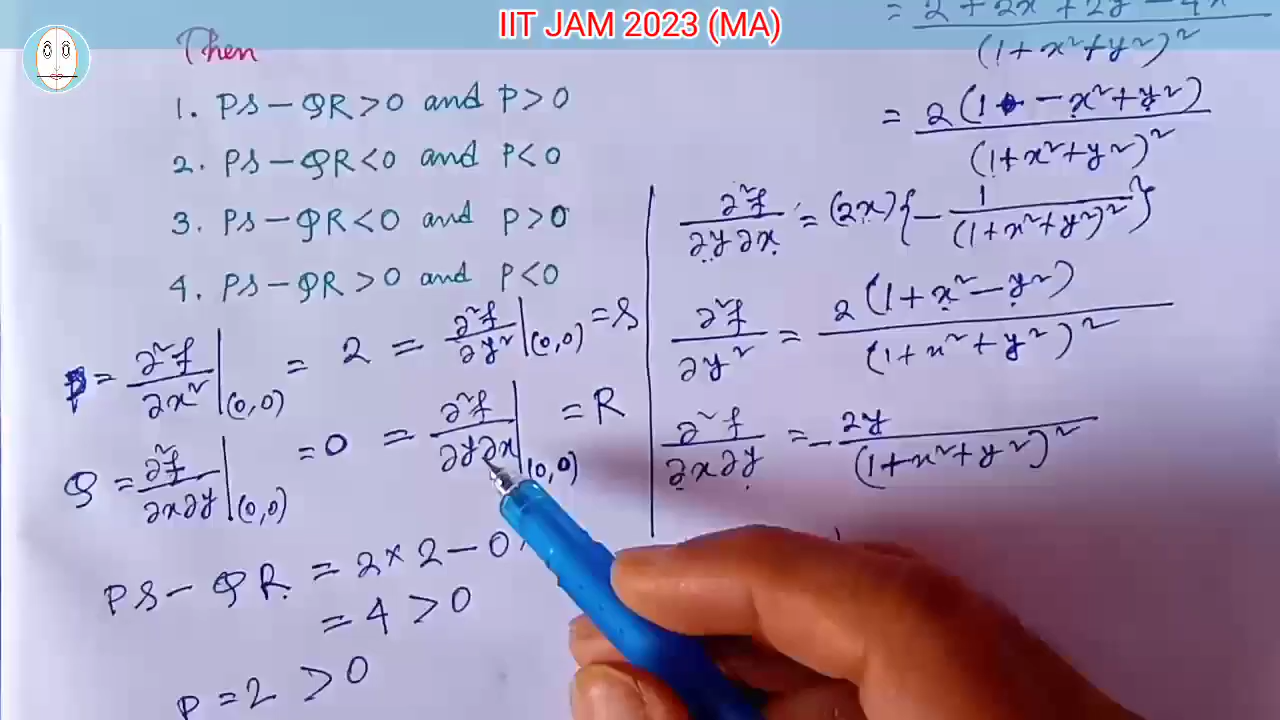 IIT JAM 2023 (MA)
Then
1. PS - QR > 0 and P > 0
2. PS - QR < 0 and P < 0
3. PS - QR < 0 and P > 0
4. PS - QR > 0 and P < 0
P = ∂²f/∂x² |(0,0) = 2 = ∂²f/∂y² |(0,0) = S
Q = ∂²f/∂x∂y |(0,0) = 0 = ∂²f/∂y∂x |(0,0) = R
PS - QR = 2 × 2 - 0
= 4 > 0
P = 2 > 0
= 2 + 2x² + 2y² - 4x² / (1+x²+y²)²
= 2(1 - x² + y²) / (1+x²+y²)²
∂²f/∂y∂x = (2x){- 1/(1+x²+y²)²}
∂²f/∂y² = 2(1+x²-y²) / (1+x²+y²)²
∂²f/∂x∂y = - 2y/(1+x²+y²)²